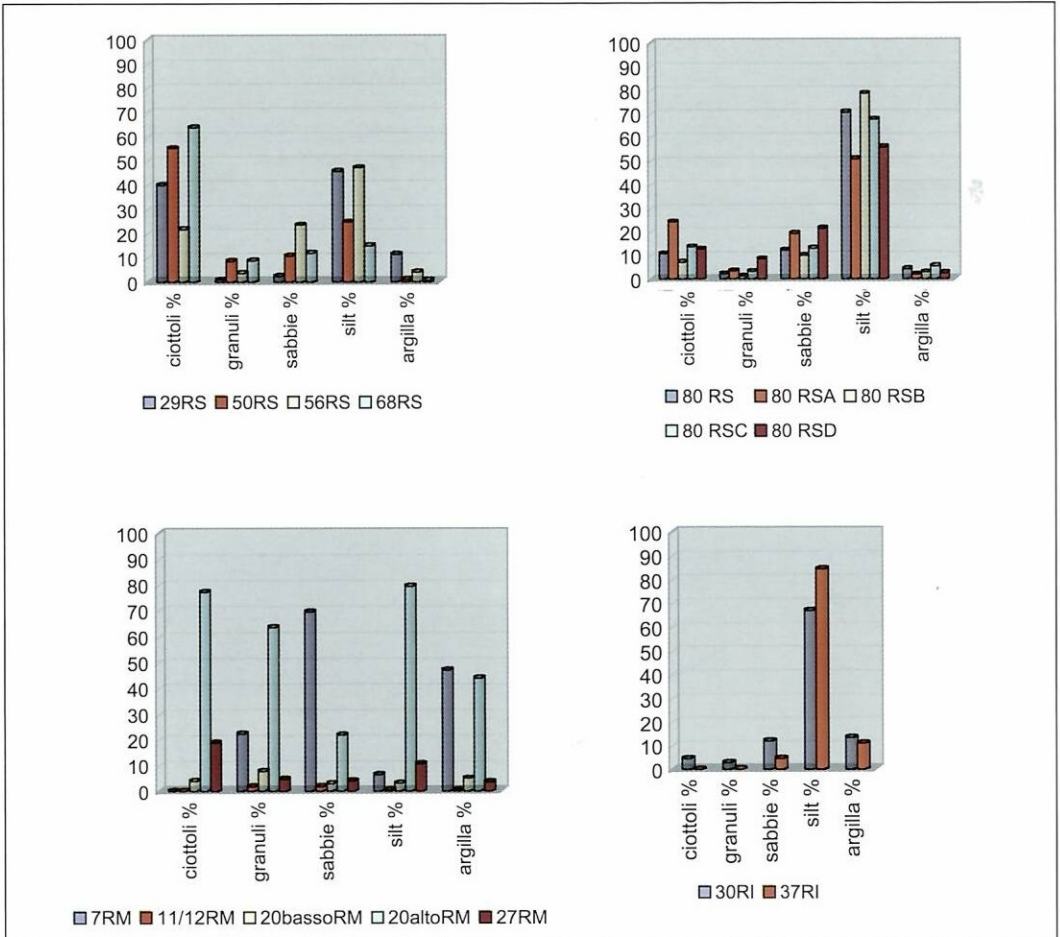 100
90
80
70
60
50
40
30
20
10
0
ciottoli %
granuli %
sabbie %
silt %
argilla %
29RS 50RS 56RS 68RS
100
90
80
70
60
50
40
30
20
10
0
ciottoli %
granuli %
sabbie %
silt %
argilla %
80 RS 80 RSA 80 RSB
80 RSC 80 RSD
100
90
80
70
60
50
40
30
20
10
0
ciottoli %
granuli %
sabbie %
silt %
argilla %
7RM 11/12RM 20bassoRM 20altoRM 27RM
100
90
80
70
60
50
40
30
20
10
0
ciottoli %
granuli %
sabbie %
silt %
argilla %
30RI 37RI